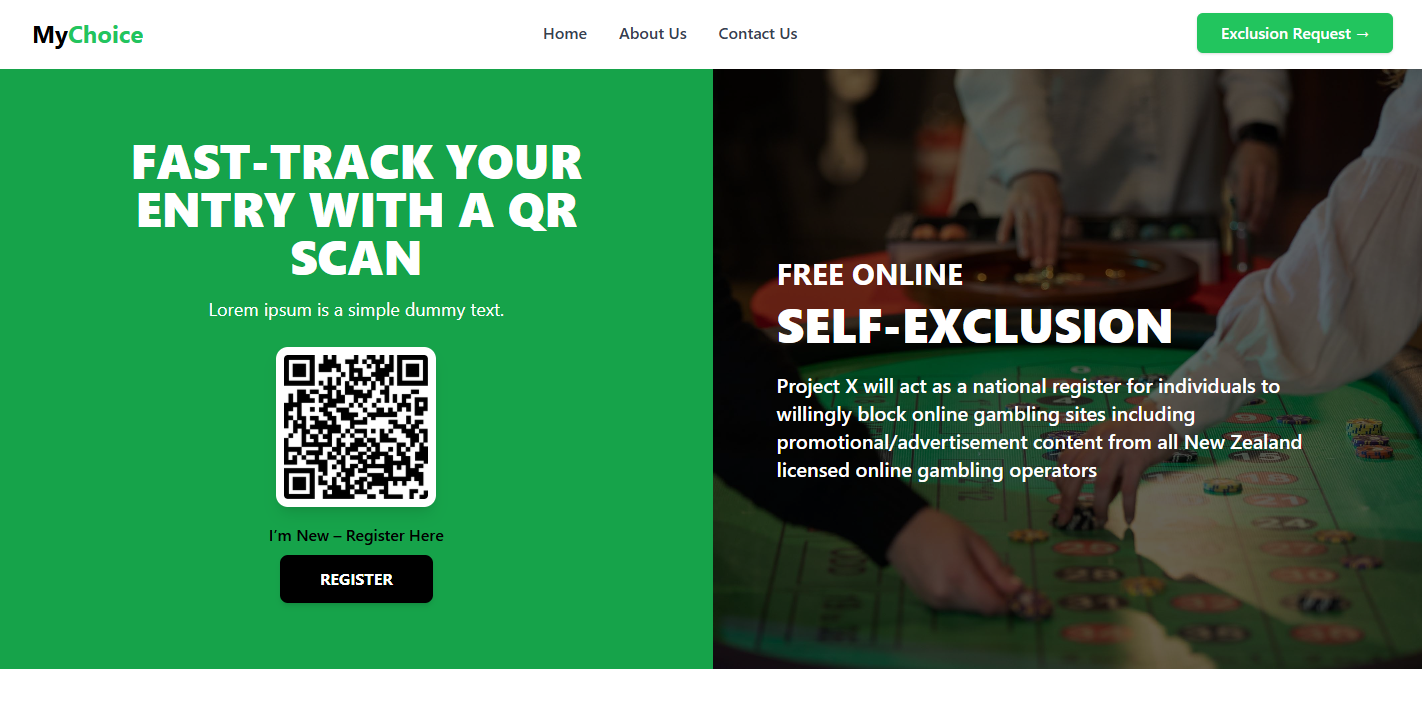 MyChoice
Home
About Us
Contact Us
Exclusion Request →
FAST-TRACK YOUR
ENTRY WITH A QR
SCAN
Lorem ipsum is a simple dummy text.
I'm New – Register Here
REGISTER
FREE ONLINE
SELF-EXCLUSION
Project X will act as a national register for individuals to
willingly block online gambling sites including
promotional/advertisement content from all New Zealand
licensed online gambling operators